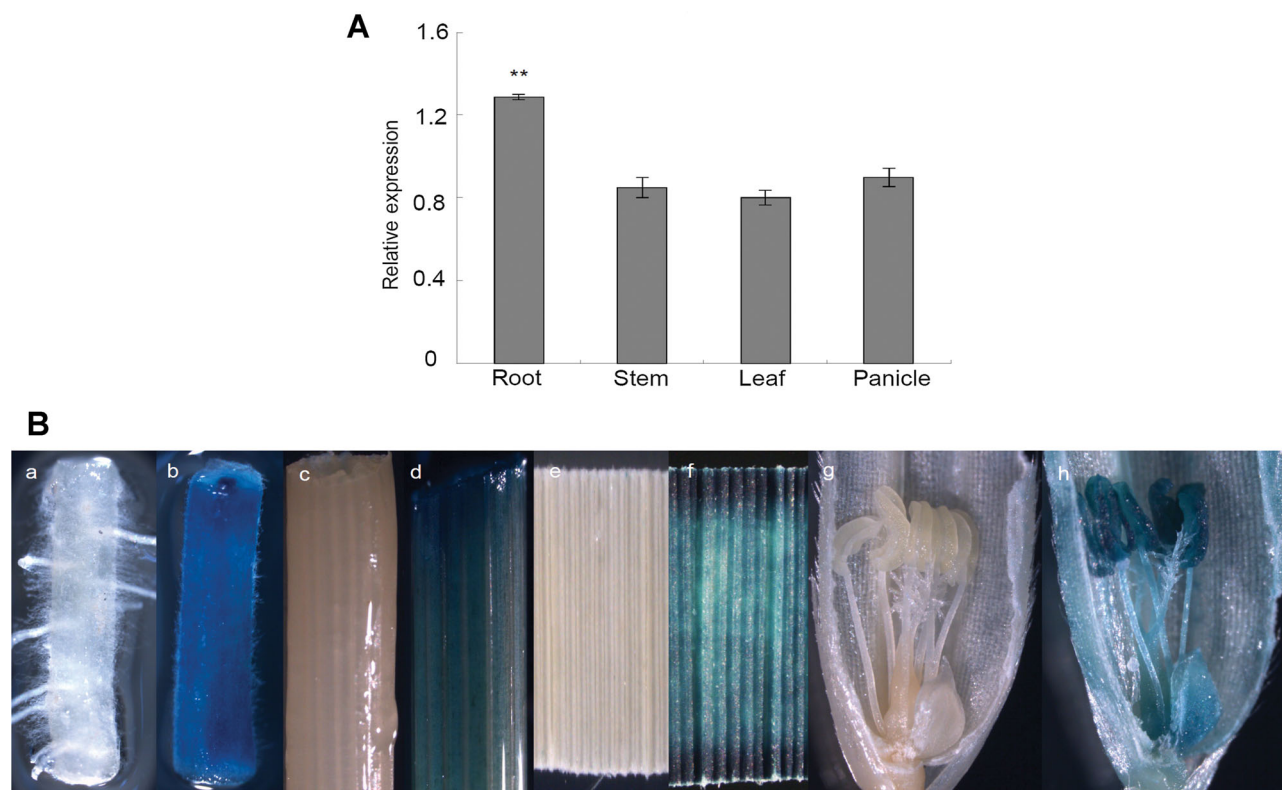 A
1.6
**
1.2
0.8
0.4
0
Relative expression
Root Stem Leaf Panicle
B
a b c d e f g h